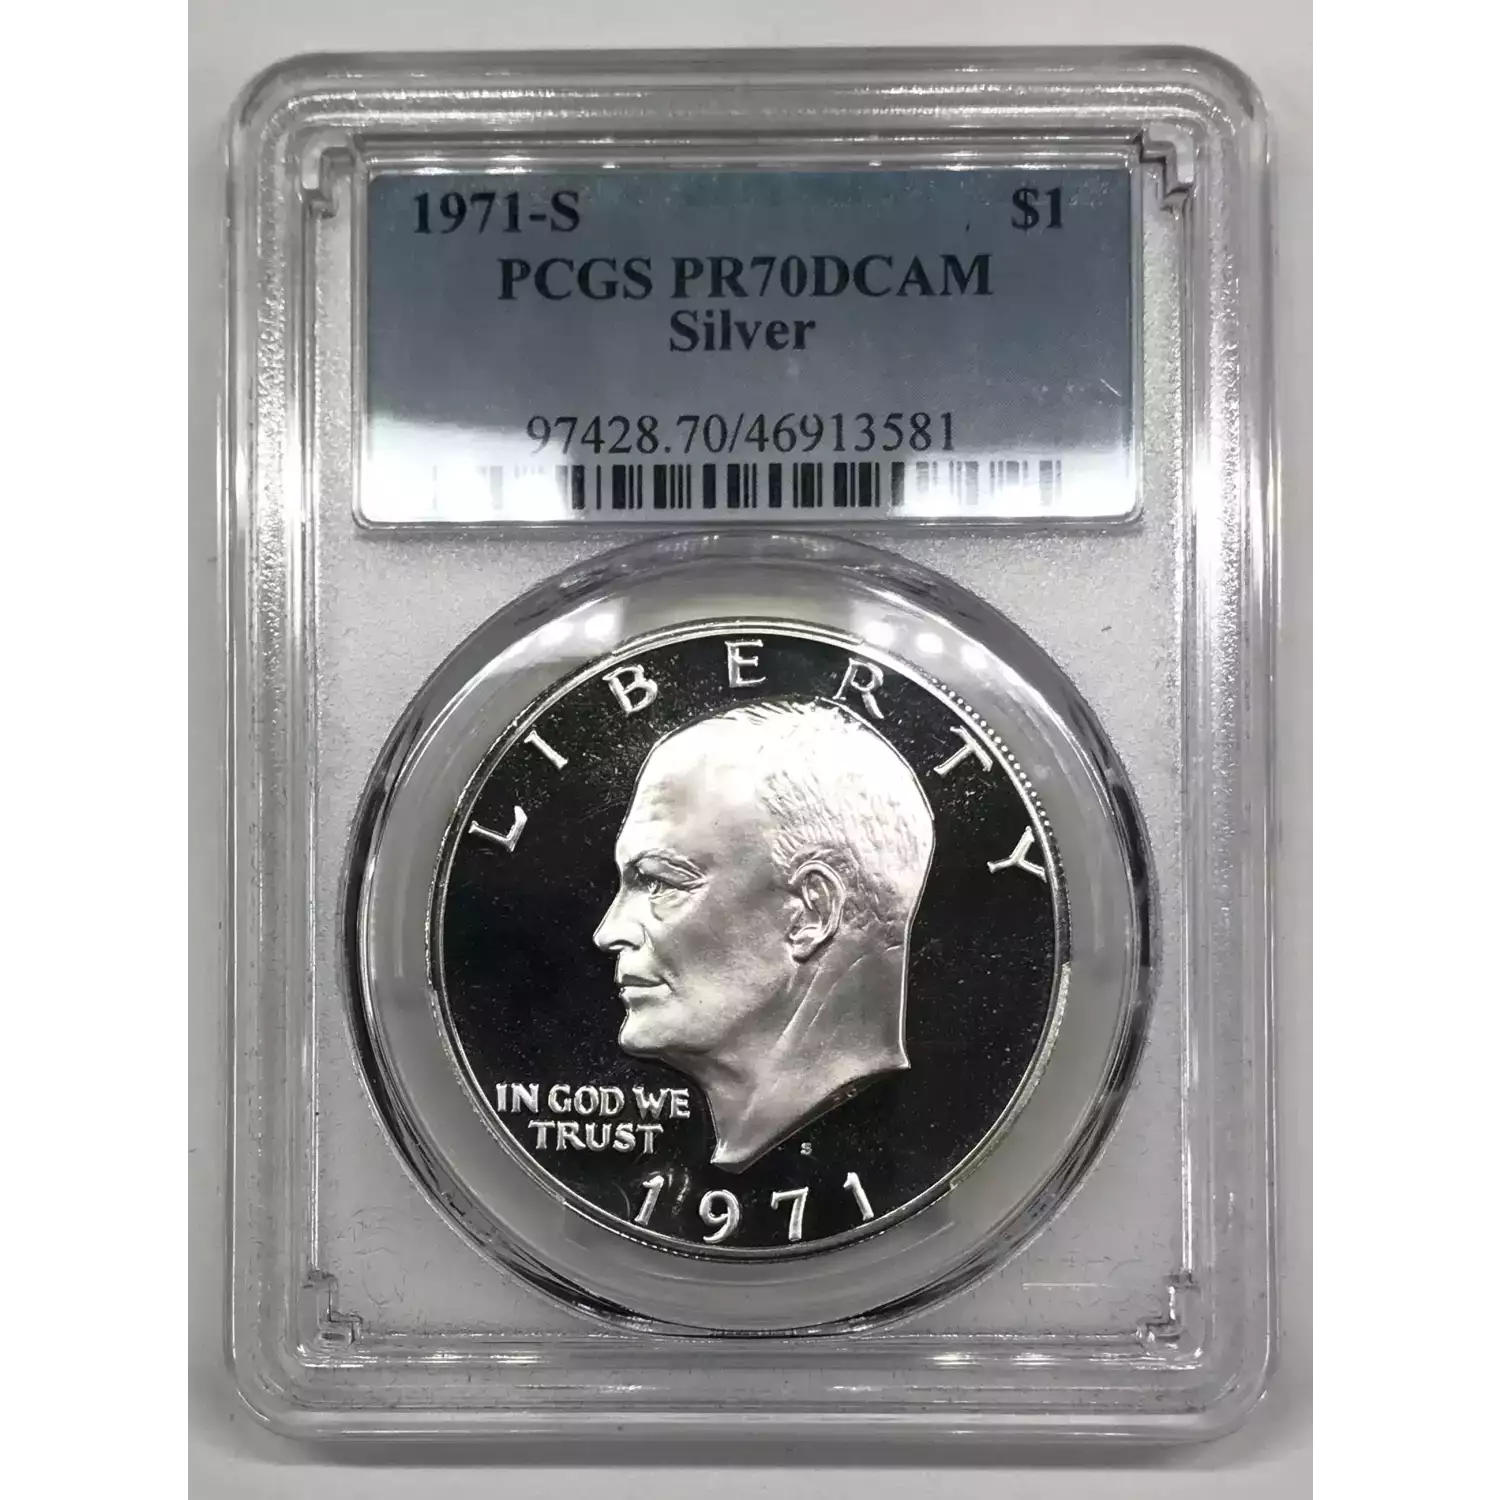 1971-S $1
PCGS PR70DCAM
Silver
97428.70/46913581
LIBERTY
IN GOD WE
TRUST
S
1971